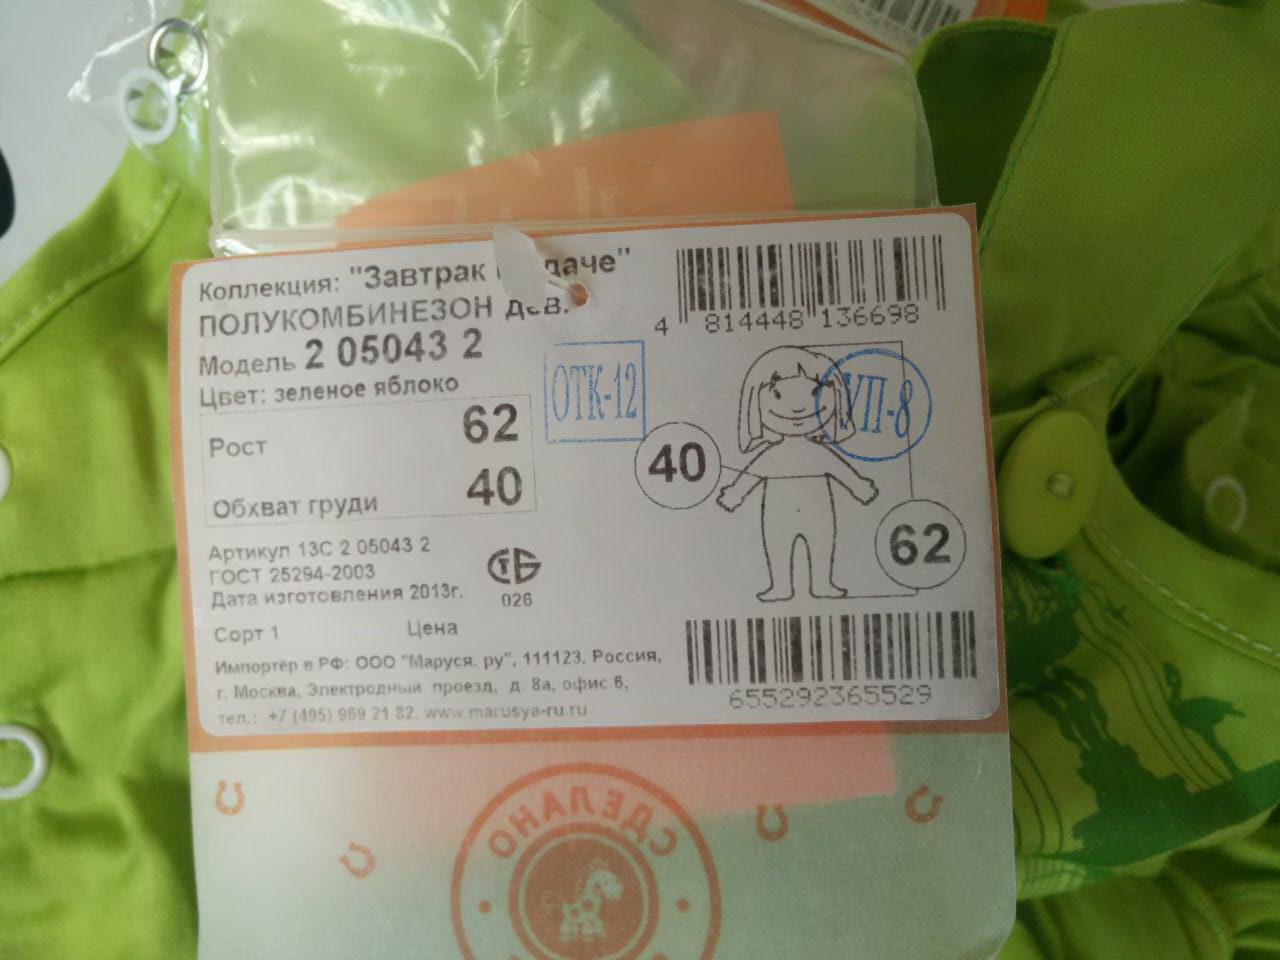 Коллекция: "Завтрак даче"
ПОЛУКОМБИНЕЗОН дев.
Модель 2 05043 2
Цвет: зеленое яблоко
Рост 62
Обхват груди 40
Артикул 13С 2 05043 2
ГОСТ 25294-2003
Дата изготовления 2013г.
СТБ
026
Сорт 1 Цена
Импортёр в РФ: ООО "Маруся. ру", 111123, Россия,
г. Москва, Электродный проезд, д. 8а, офис 6,
тел.: +7 (495) 969 21 82, www.marusya-ru.ru
4 814448 136698
ОТК-12
УП-8
40
62
655292365529
СДЕЛАНО